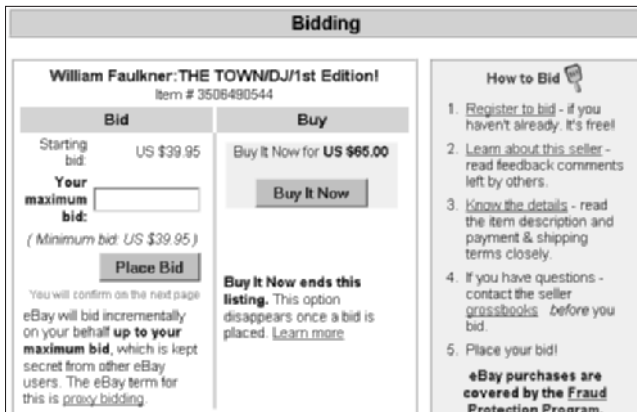 Bidding
William Faulkner:THE TOWN/DJ/1st Edition!
Item # 3506490544
Bid
Starting bid: US $39.95
Your maximum bid:
( Minimum bid: US $39.95 )
Place Bid
You will confirm on the next page
eBay will bid incrementally
on your behalf up to your
maximum bid, which is kept
secret from other eBay
users. The eBay term for
this is proxy bidding.
Buy
Buy It Now for US $65.00
Buy It Now
Buy It Now ends this
listing. This option
disappears once a bid is
placed. Learn more
How to Bid
1. Register to bid - if you
haven't already. It's free!
2. Learn about this seller -
read feedback comments
left by others.
3. Know the details - read
the item description and
payment & shipping
terms closely.
4. If you have questions -
contact the seller
grossbooks before you
bid.
5. Place your bid!
eBay purchases are
covered by the Fraud
Protection Program.